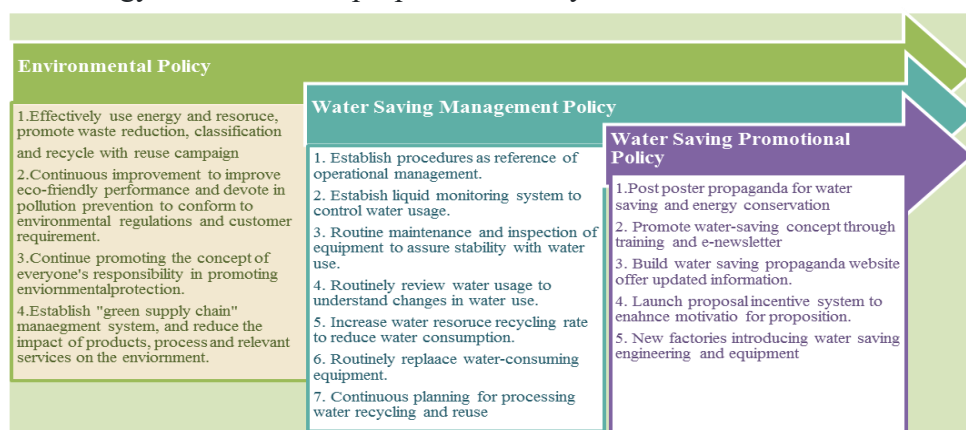 Environmental Policy
1.Effectively use energy and resoruce,
promote waste reduction, classification
and recycle with reuse campaign
2.Continuous improvement to improve
eco-friendly performance and devote in
pollution prevention to conform to
environmental regulations and customer
requirement.
3.Continue promoting the concept of
everyone's responsibility in promoting
enviornmentalprotection.
4.Establish "green supply chain"
manaegment system, and reduce the
impact of products, process and relevant
services on the enviornment.
Water Saving Management Policy
1. Establish procedures as reference of
operational management.
2. Estabish liquid monitoring system to
control water usage.
3. Routine maintenance and inspection of
equipment to assure stability with water
use.
4. Routinely review water usage to
understand changes in water use.
5. Increase water resoruce recycling rate
to reduce water consumption.
6. Routinely replaace water-consuming
equipment.
7. Continuous planning for processing
water recycling and reuse
Water Saving Promotional
Policy
1.Post poster propaganda for water
saving and energy conservation
2. Promote water-saving concept through
training and e-newsletter
3. Build water saving propaganda website
offer updated information.
4. Launch proposal incentive system to
enahnce motivatio for proposition.
5. New factories introducing water saving
engineering and equipment